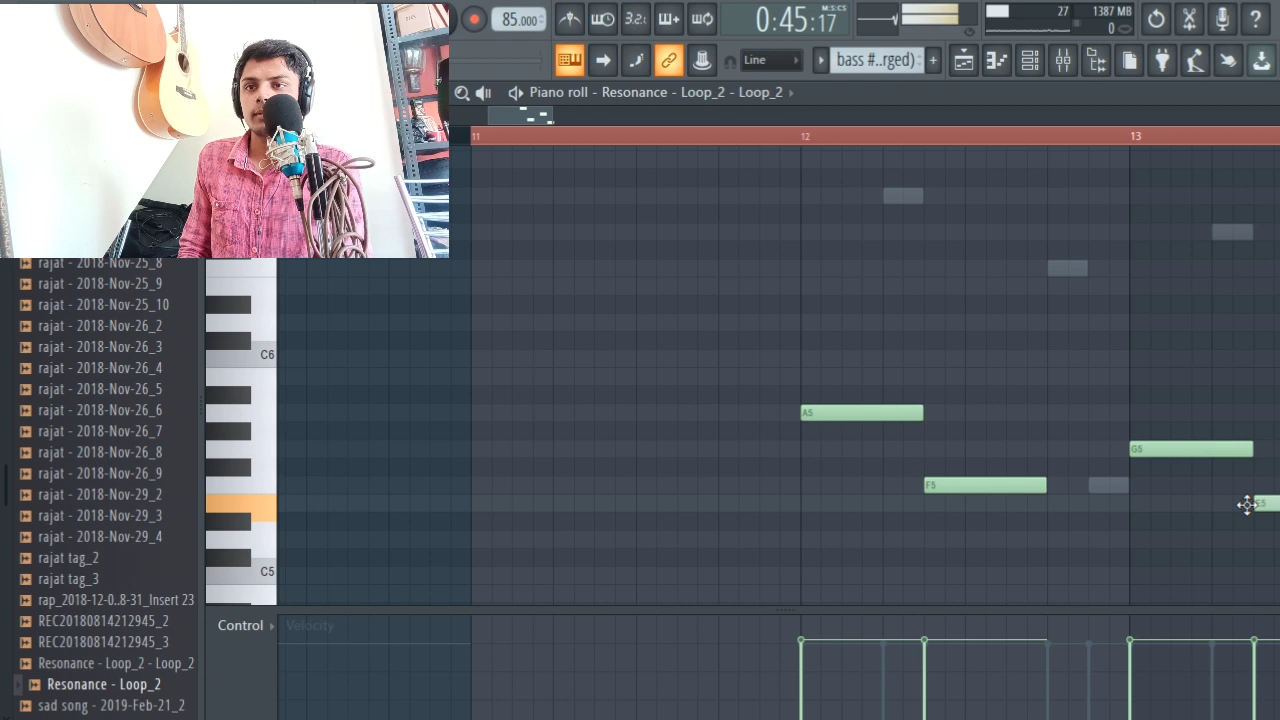 85.000
3.2.
0:45:17
M:S:CS
27
1387 MB
0
?
Line
bass #..rged)
+
Piano roll - Resonance - Loop_2 - Loop_2
11
12
13
rajat - 2018-Nov-25_8
rajat - 2018-Nov-25_9
rajat - 2018-Nov-25_10
rajat - 2018-Nov-26_2
rajat - 2018-Nov-26_3
rajat - 2018-Nov-26_4
rajat - 2018-Nov-26_5
rajat - 2018-Nov-26_6
rajat - 2018-Nov-26_7
rajat - 2018-Nov-26_8
rajat - 2018-Nov-26_9
rajat - 2018-Nov-29_2
rajat - 2018-Nov-29_3
rajat - 2018-Nov-29_4
rajat tag_2
rajat tag_3
rap_2018-12-0..8-31_Insert 23
REC20180814212945_2
REC20180814212945_3
Resonance - Loop_2 - Loop_2
Resonance - Loop_2
sad song - 2019-Feb-21_2
C6
C5
A5
F5
G5
Control
Velocity